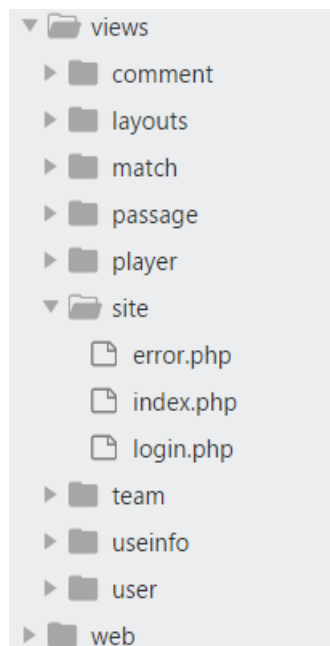 views
comment
layouts
match
passage
player
site
error.php
index.php
login.php
team
useinfo
user
web